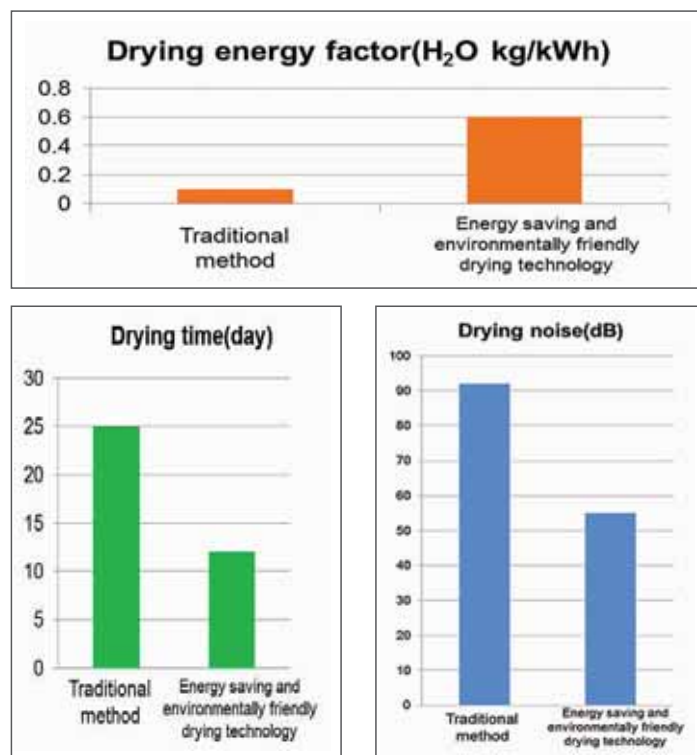 Drying energy factor(H₂O kg/kWh)
0.8
0.6
0.4
0.2
0
Traditional
method
Energy saving and
environmentally friendly
drying technology
Drying time(day)
30
25
20
15
10
5
0
Traditional
method
Energy saving and
environmentally friendly
drying technology
Drying noise(dB)
100
90
80
70
60
50
40
30
20
10
0
Traditional
method
Energy saving and
environmentally friendly
drying technology